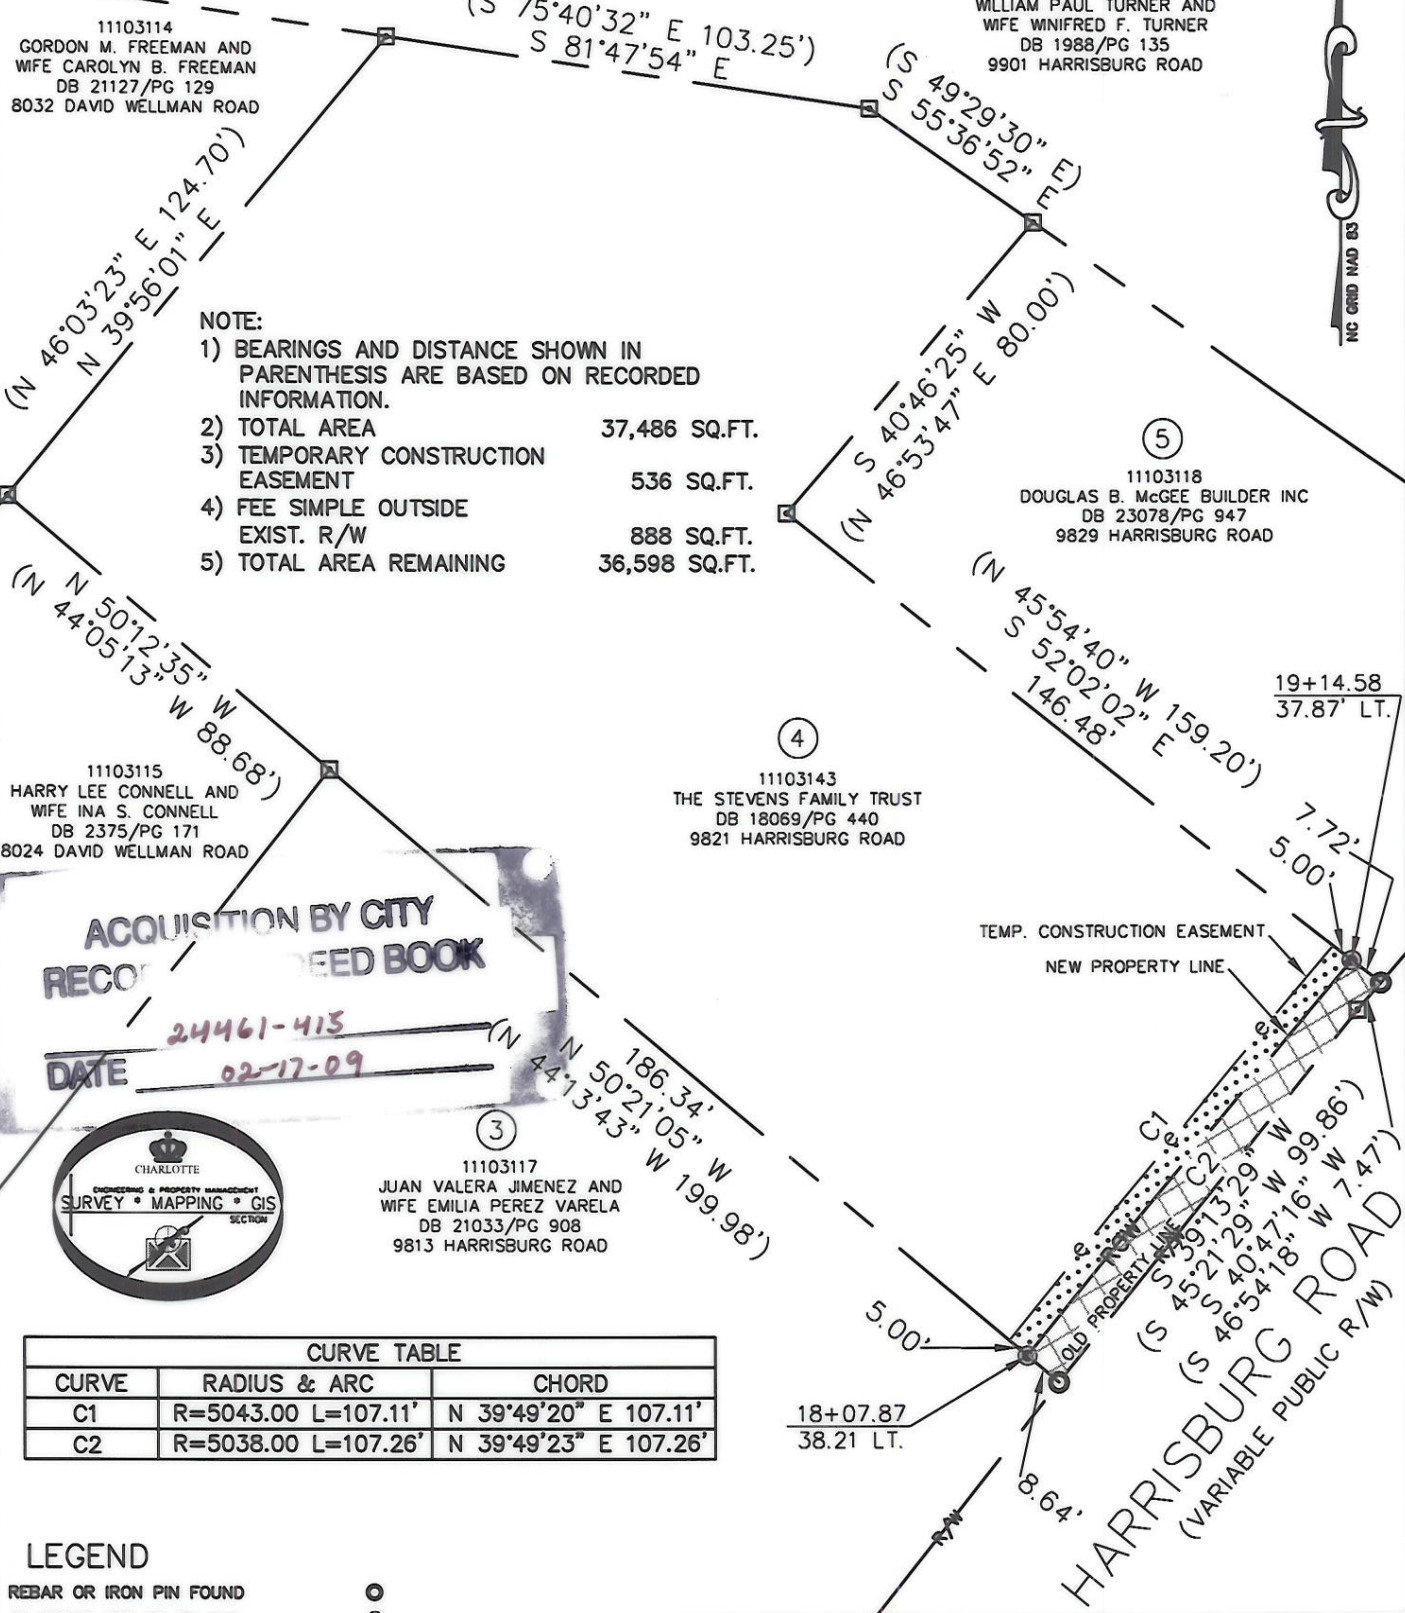 11103114
GORDON M. FREEMAN AND
WIFE CAROLYN B. FREEMAN
DB 21127/PG 129
8032 DAVID WELLMAN ROAD
(S 75°40'32" E 103.25')
S 81°47'54" E
(S 49°29'30" E)
S 55°36'52" E
WILLIAM PAUL TURNER AND
WIFE WINIFRED F. TURNER
DB 1988/PG 135
9901 HARRISBURG ROAD
NC GRID NAD 83
(N 46°03'23" E 124.70')
N 39°56'01" E
NOTE:
1) BEARINGS AND DISTANCE SHOWN IN
PARENTHESIS ARE BASED ON RECORDED
INFORMATION.
2) TOTAL AREA 37,486 SQ.FT.
3) TEMPORARY CONSTRUCTION
EASEMENT 536 SQ.FT.
4) FEE SIMPLE OUTSIDE
EXIST. R/W 888 SQ.FT.
5) TOTAL AREA REMAINING 36,598 SQ.FT.
S 40°46'25" W
(N 46°53'47" E 80.00')
5
11103118
DOUGLAS B. McGEE BUILDER INC
DB 23078/PG 947
9829 HARRISBURG ROAD
N 50°12'35" W
(N 44°05'13" W 88.68')
(N 45°54'40" W 159.20')
S 52°02'02" E
146.48'
19+14.58
37.87' LT.
4
11103143
THE STEVENS FAMILY TRUST
DB 18069/PG 440
9821 HARRISBURG ROAD
11103115
HARRY LEE CONNELL AND
WIFE INA S. CONNELL
DB 2375/PG 171
8024 DAVID WELLMAN ROAD
7.72'
5.00'
TEMP. CONSTRUCTION EASEMENT
NEW PROPERTY LINE
ACQUISITION BY CITY
RECO EED BOOK
24461-415
DATE 02-17-09
186.34'
N 50°21'05" W
(N 44°13'43" W 199.98')
3
11103117
JUAN VALERA JIMENEZ AND
WIFE EMILIA PEREZ VARELA
DB 21033/PG 908
9813 HARRISBURG ROAD
CHARLOTTE
ENGINEERING & PROPERTY MANAGEMENT
SURVEY * MAPPING * GIS
SECTION
e
C1
e
C2
e
R/W
OLD PROPERTY LINE
S 39°13'29" W
(S 45°21'29" W 99.86')
S 40°47'16" W
(S 46°54'18" W 7.47')
5.00'
18+07.87
38.21 LT.
8.64'
R/W
HARRISBURG ROAD
(VARIABLE PUBLIC R/W)
CURVE TABLE
CURVE RADIUS & ARC CHORD
C1 R=5043.00 L=107.11' N 39°49'20" E 107.11'
C2 R=5038.00 L=107.26' N 39°49'23" E 107.26'
LEGEND
REBAR OR IRON PIN FOUND